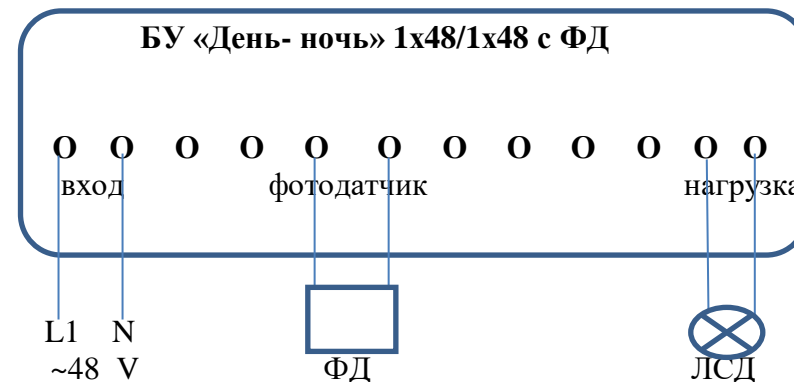 БУ «День- ночь» 1х48/1х48 с ФД
О О О О О О О О О О О О
вход фотодатчик нагрузка
L1 N
~48 V ФД ЛСД